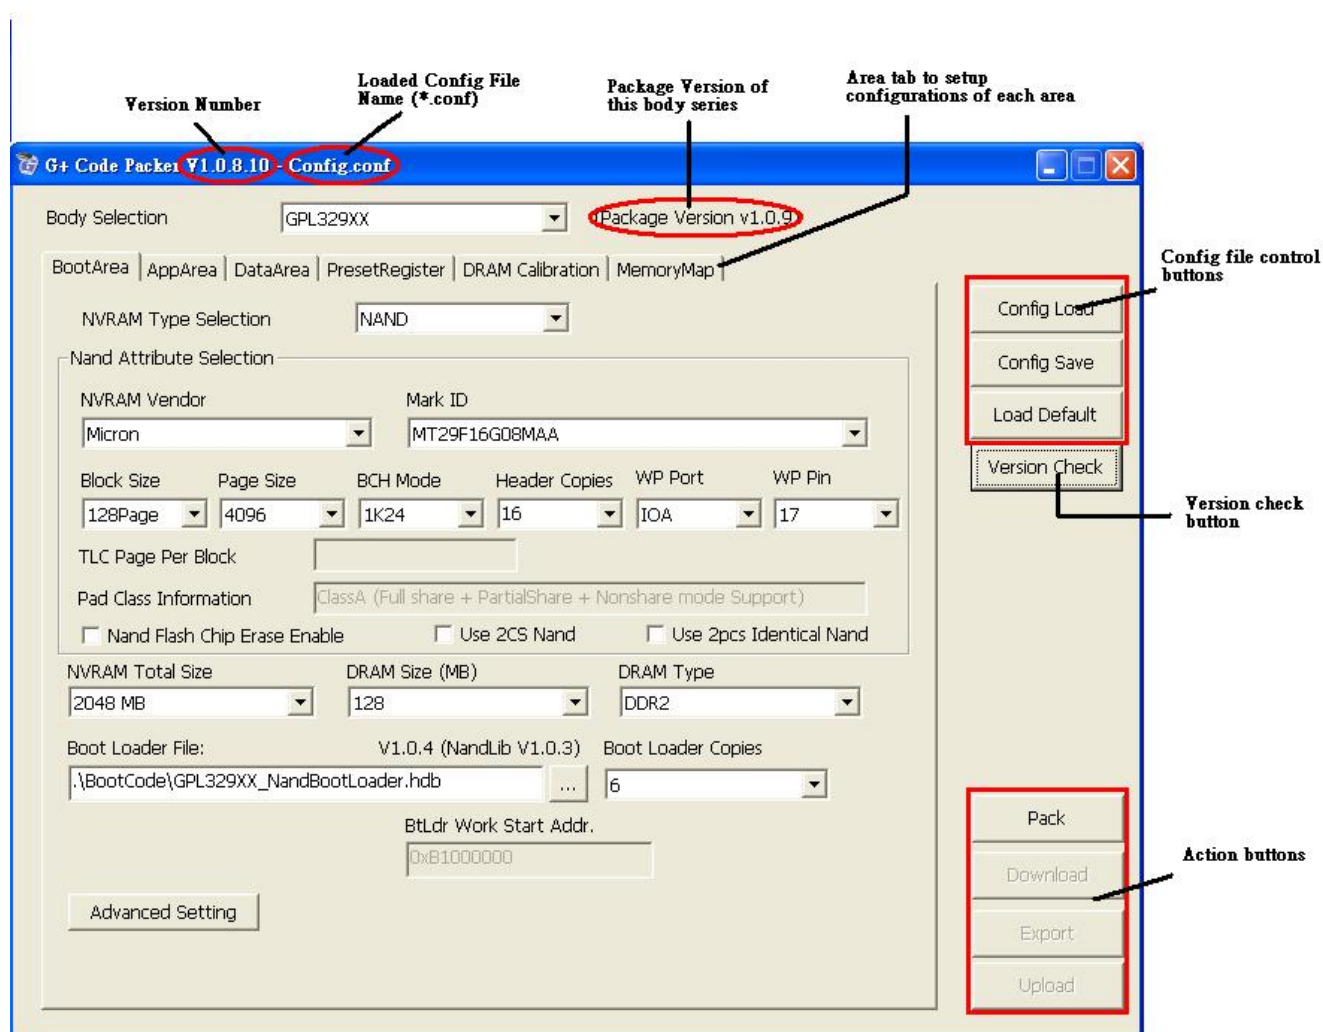 Version Number
Loaded Config File
Name (*.conf)
Package Version of
this body series
Area tab to setup
configurations of each area
G+ Code Packer V1.0.8.10 - Config.conf
Body Selection
GPL329XX
Package Version v1.0.9
BootArea
AppArea
DataArea
PresetRegister
DRAM Calibration
MemoryMap
Config file control
buttons
NVRAM Type Selection
NAND
Config Load
Nand Attribute Selection
Config Save
NVRAM Vendor
Mark ID
Load Default
Micron
MT29F16G08MAA
Version Check
Block Size
Page Size
BCH Mode
Header Copies
WP Port
WP Pin
128Page
4096
1K24
16
IOA
17
Version check
button
TLC Page Per Block
Pad Class Information
ClassA (Full share + PartialShare + Nonshare mode Support)
Nand Flash Chip Erase Enable
Use 2CS Nand
Use 2pcs Identical Nand
NVRAM Total Size
DRAM Size (MB)
DRAM Type
2048 MB
128
DDR2
Boot Loader File:
V1.0.4 (NandLib V1.0.3)
Boot Loader Copies
.\BootCode\GPL329XX_NandBootLoader.hdb
...
6
BtLdr Work Start Addr.
0xB1000000
Pack
Action buttons
Download
Advanced Setting
Export
Upload